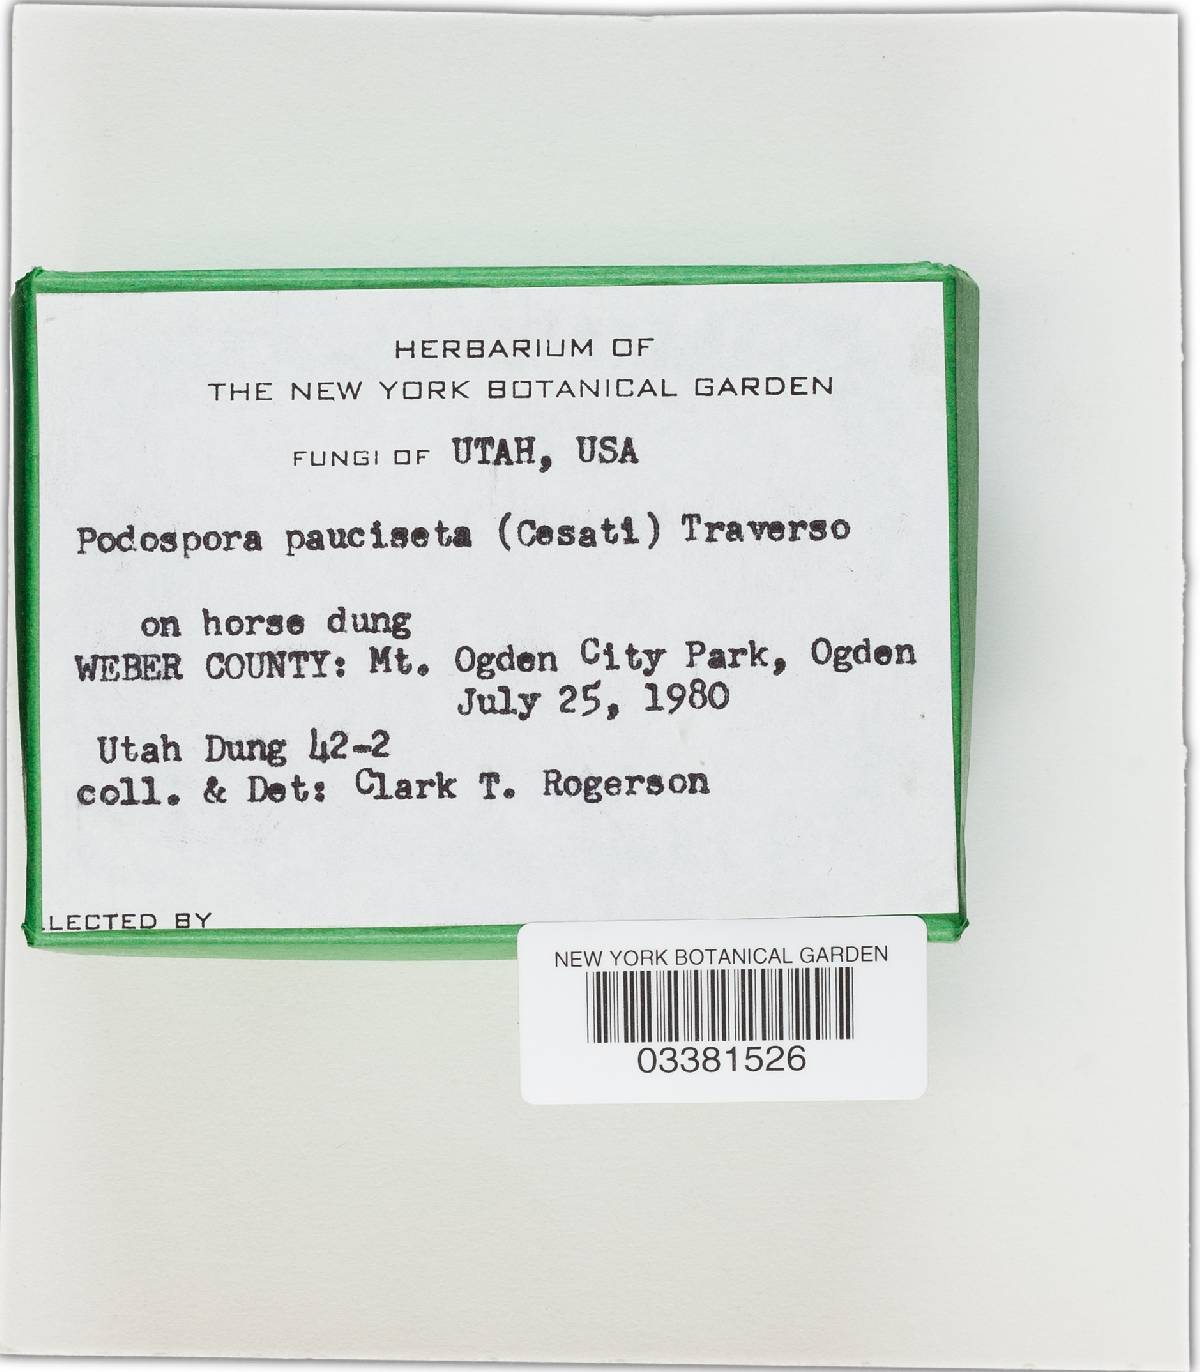 HERBARIUM OF
THE NEW YORK BOTANICAL GARDEN
FUNGI OF UTAH, USA
Podospora pauciseta (Cesati) Traverso
on horse dung
WEBER COUNTY: Mt. Ogden City Park, Ogden
July 25, 1980
Utah Dung 42-2
coll. & Det: Clark T. Rogerson
LLECTED BY
NEW YORK BOTANICAL GARDEN
03381526